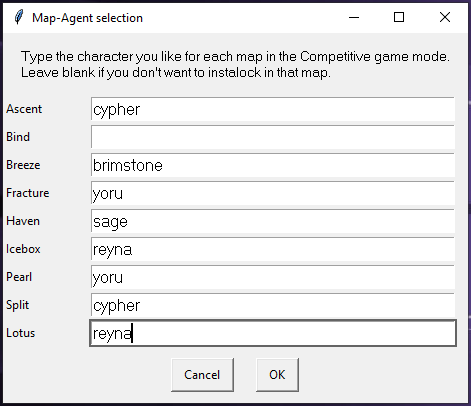 Map-Agent selection
Type the character you like for each map in the Competitive game mode.
Leave blank if you don't want to instalock in that map.
Ascent cypher
Bind
Breeze brimstone
Fracture yoru
Haven sage
Icebox reyna
Pearl yoru
Split cypher
Lotus reyna
Cancel OK